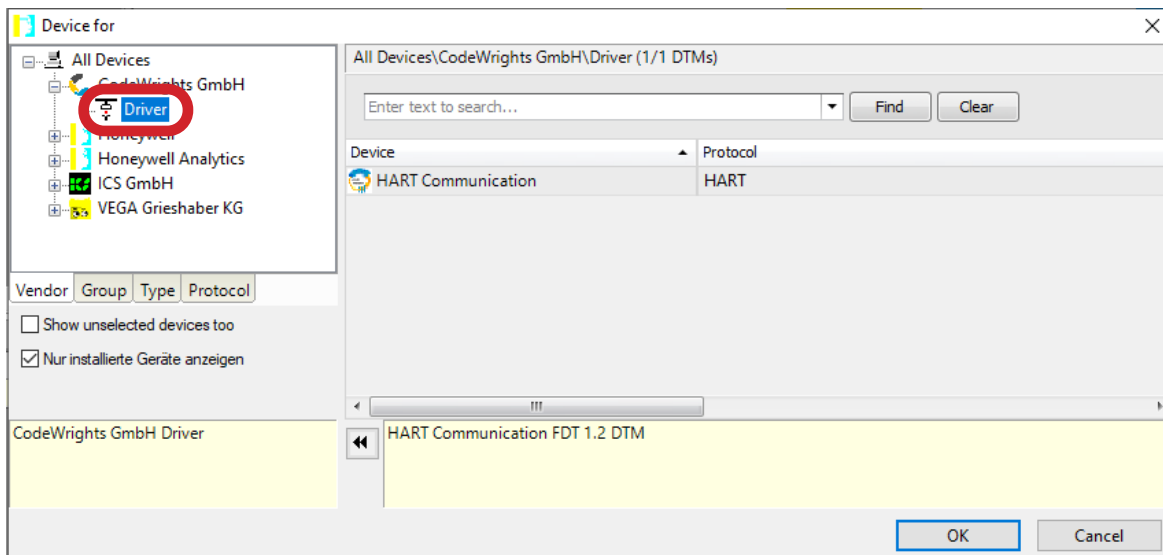 Device for
All Devices
CodeWrights GmbH
Driver
Honeywell
Honeywell Analytics
ICS GmbH
VEGA Grieshaber KG
Vendor Group Type Protocol
Show unselected devices too
Nur installierte Geräte anzeigen
All Devices\CodeWrights GmbH\Driver (1/1 DTMs)
Enter text to search... Find Clear
Device Protocol
HART Communication HART
CodeWrights GmbH Driver
HART Communication FDT 1.2 DTM
OK Cancel